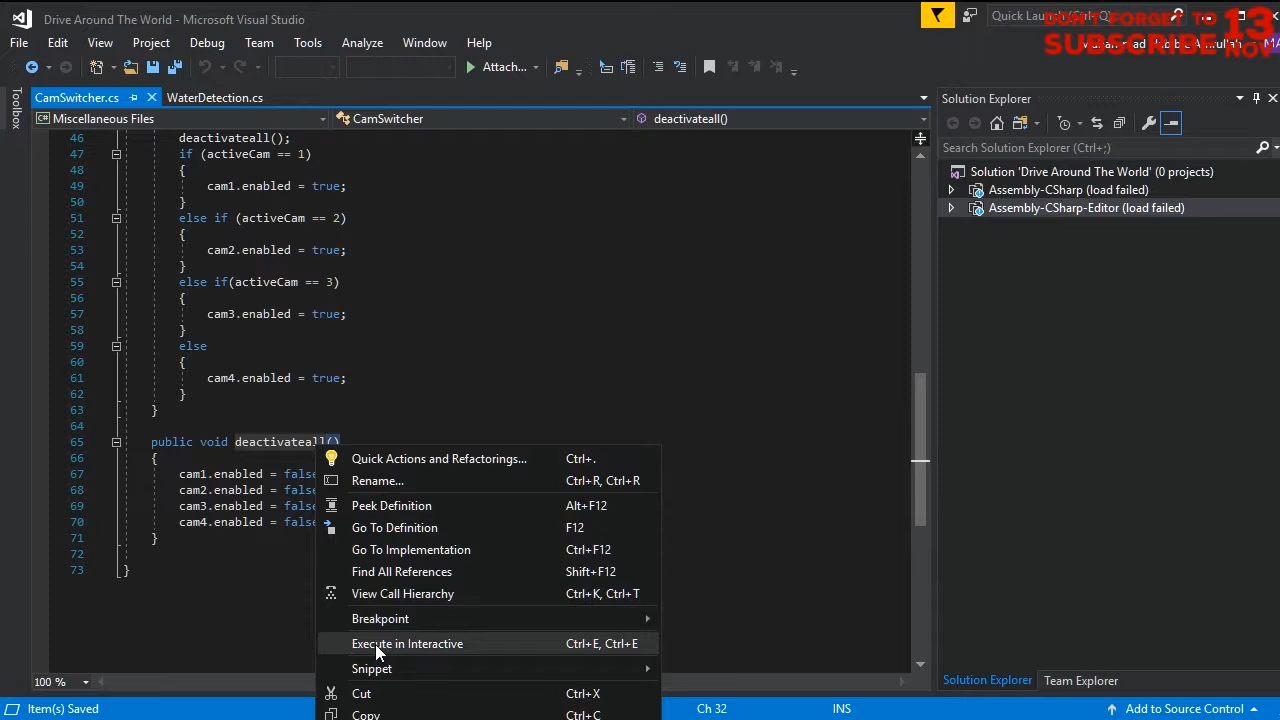 Drive Around The World - Microsoft Visual Studio
Quick Launch (Ctrl+Q)
DON'T FORGET TO 13
SUBSCRIBE NOW
File Edit View Project Debug Team Tools Analyze Window Help
Attach...
Toolbox
CamSwitcher.cs
WaterDetection.cs
Solution Explorer
Miscellaneous Files
CamSwitcher
deactivateall()
Search Solution Explorer (Ctrl+;)
Solution 'Drive Around The World' (0 projects)
Assembly-CSharp (load failed)
Assembly-CSharp-Editor (load failed)
46 deactivateall();
47 if (activeCam == 1)
48 {
49 cam1.enabled = true;
50 }
51 else if (activeCam == 2)
52 {
53 cam2.enabled = true;
54 }
55 else if(activeCam == 3)
56 {
57 cam3.enabled = true;
58 }
59 else
60 {
61 cam4.enabled = true;
62 }
63 }
64
65 public void deactivateall()
66 {
67 cam1.enabled = false
68 cam2.enabled = false
69 cam3.enabled = false
70 cam4.enabled = false
71 }
72
73 }
Quick Actions and Refactorings... Ctrl+.
Rename... Ctrl+R, Ctrl+R
Peek Definition Alt+F12
Go To Definition F12
Go To Implementation Ctrl+F12
Find All References Shift+F12
View Call Hierarchy Ctrl+K, Ctrl+T
Breakpoint
Execute in Interactive Ctrl+E, Ctrl+E
Snippet
Cut Ctrl+X
Copy Ctrl+C
100 %
Solution Explorer
Team Explorer
Item(s) Saved
Ch 32
INS
Add to Source Control